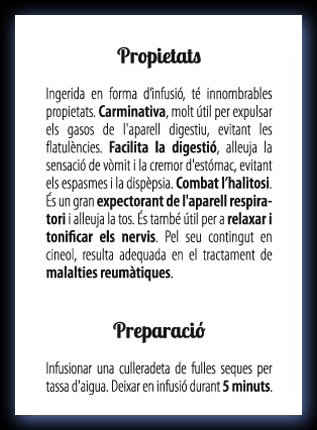 Propietats
Ingerida en forma d'infusió, té innombrables
propietats. Carminativa, molt útil per expulsar
els gasos de l'aparell digestiu, evitant les
flatulències. Facilita la digestió, alleuja la
sensació de vòmit i la cremor d'estómac, evitant
els espasmes i la dispèpsia. Combat l'halitosi.
És un gran expectorant de l'aparell respira-
tori i alleuja la tos. És també útil per a relaxar i
tonificar els nervis. Pel seu contingut en
cineol, resulta adequada en el tractament de
malalties reumàtiques.
Preparació
Infusionar una culleradeta de fulles seques per
tassa d'aigua. Deixar en infusió durant 5 minuts.